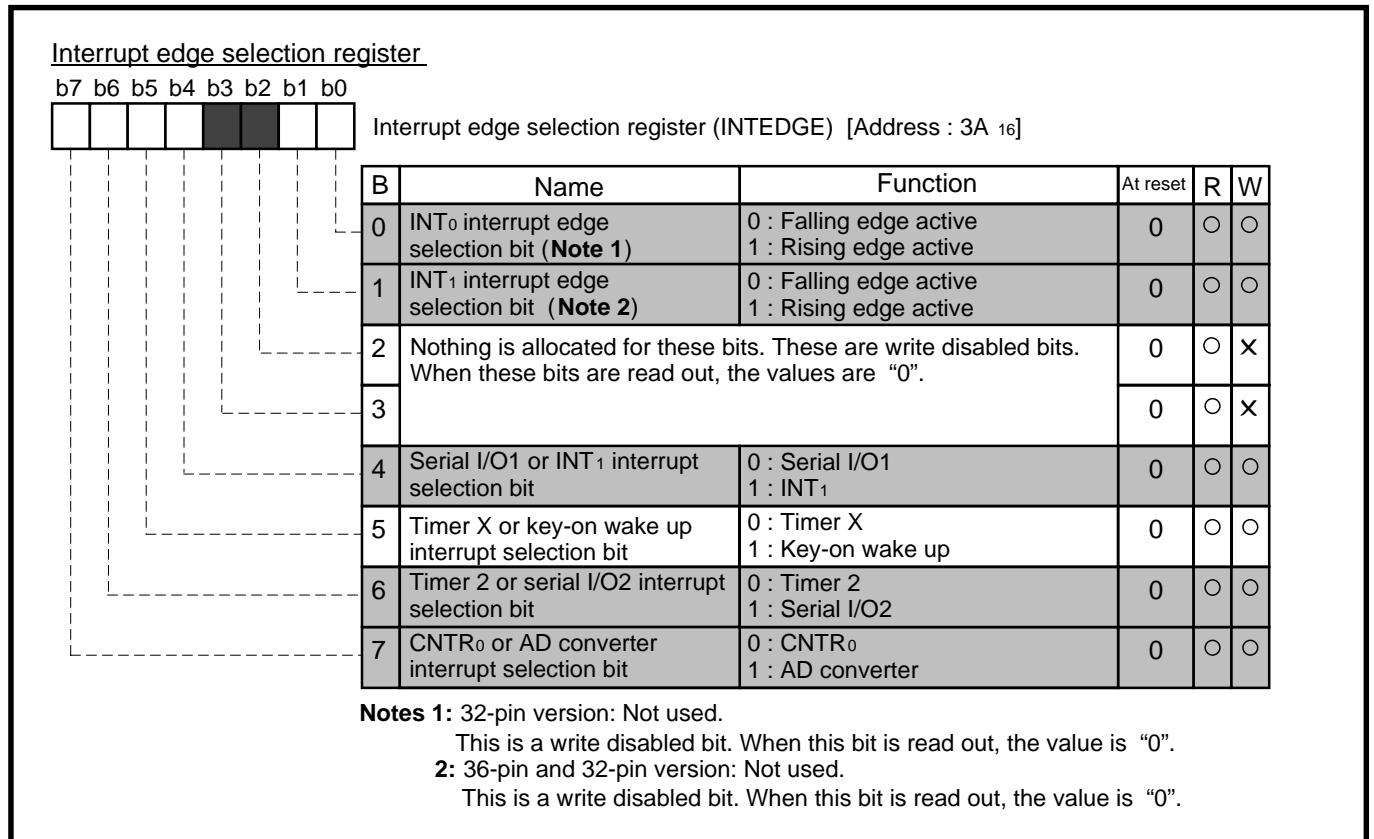 Interrupt edge selection register
b7 b6 b5 b4 b3 b2 b1 b0
Interrupt edge selection register (INTEDGE) [Address : 3A 16]
B Name Function At reset R W
0 INT0 interrupt edge selection bit (Note 1) 0 : Falling edge active 1 : Rising edge active 0 ○ ○
1 INT1 interrupt edge selection bit (Note 2) 0 : Falling edge active 1 : Rising edge active 0 ○ ○
2 Nothing is allocated for these bits. These are write disabled bits. 0 ○ ×
When these bits are read out, the values are “0”.
3 0 ○ ×
4 Serial I/O1 or INT1 interrupt selection bit 0 : Serial I/O1 1 : INT1 0 ○ ○
5 Timer X or key-on wake up interrupt selection bit 0 : Timer X 1 : Key-on wake up 0 ○ ○
6 Timer 2 or serial I/O2 interrupt selection bit 0 : Timer 2 1 : Serial I/O2 0 ○ ○
7 CNTR0 or AD converter interrupt selection bit 0 : CNTR0 1 : AD converter 0 ○ ○
Notes 1: 32-pin version: Not used.
This is a write disabled bit. When this bit is read out, the value is “0”.
2: 36-pin and 32-pin version: Not used.
This is a write disabled bit. When this bit is read out, the value is “0”.